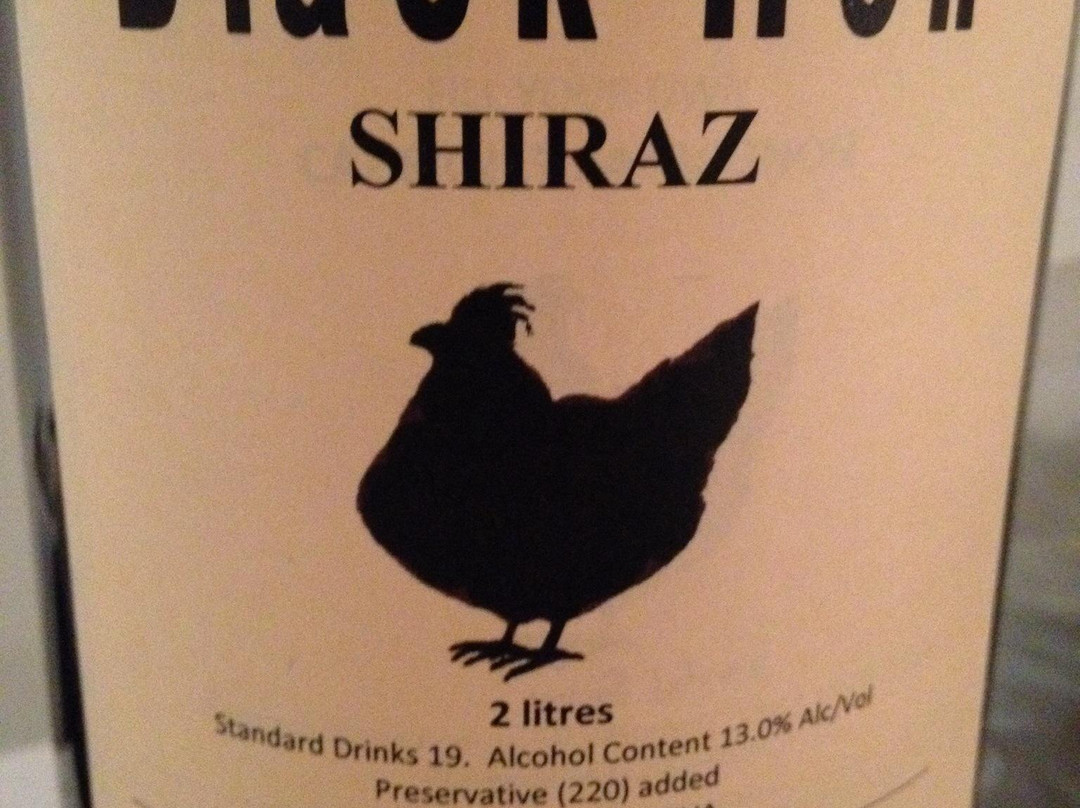 SHIRAZ
2 litres
Standard Drinks 19. Alcohol Content 13.0% Alc/Vol
Preservative (220) added